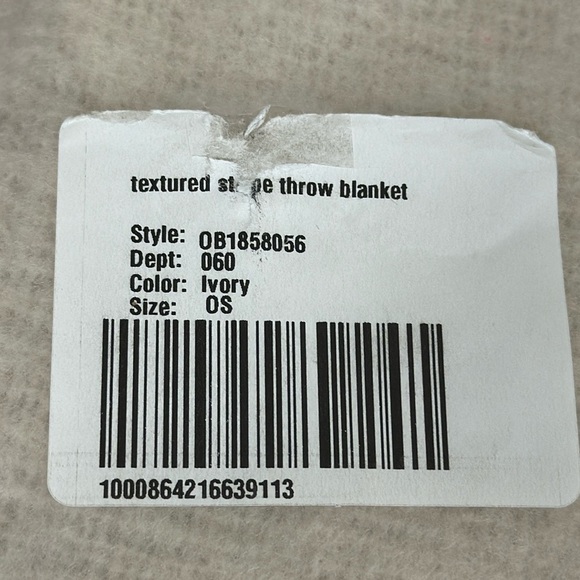 textured throw blanket
Style: OB1858056
Dept: 060
Color: Ivory
Size: OS
1000864216639113